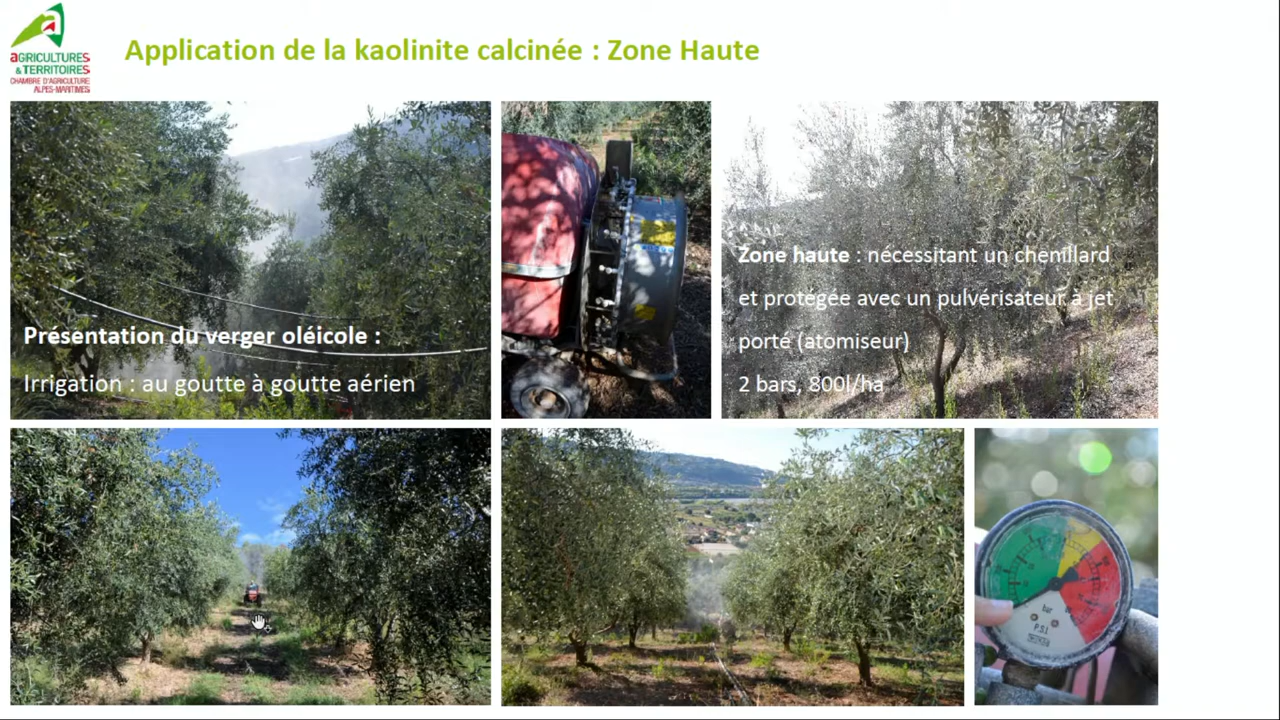 aGRICULTURES
& TERRITOIRES
CHAMBRE D'AGRICULTURE
ALPES-MARITIMES
Application de la kaolinite calcinée : Zone Haute
Présentation du verger oléicole :
Irrigation : au goutte à goutte aérien
Zone haute : nécessitant un chenillard
et protégée avec un pulvérisateur à jet
porté (atomiseur)
2 bars, 800l/ha
bar
P.S.I